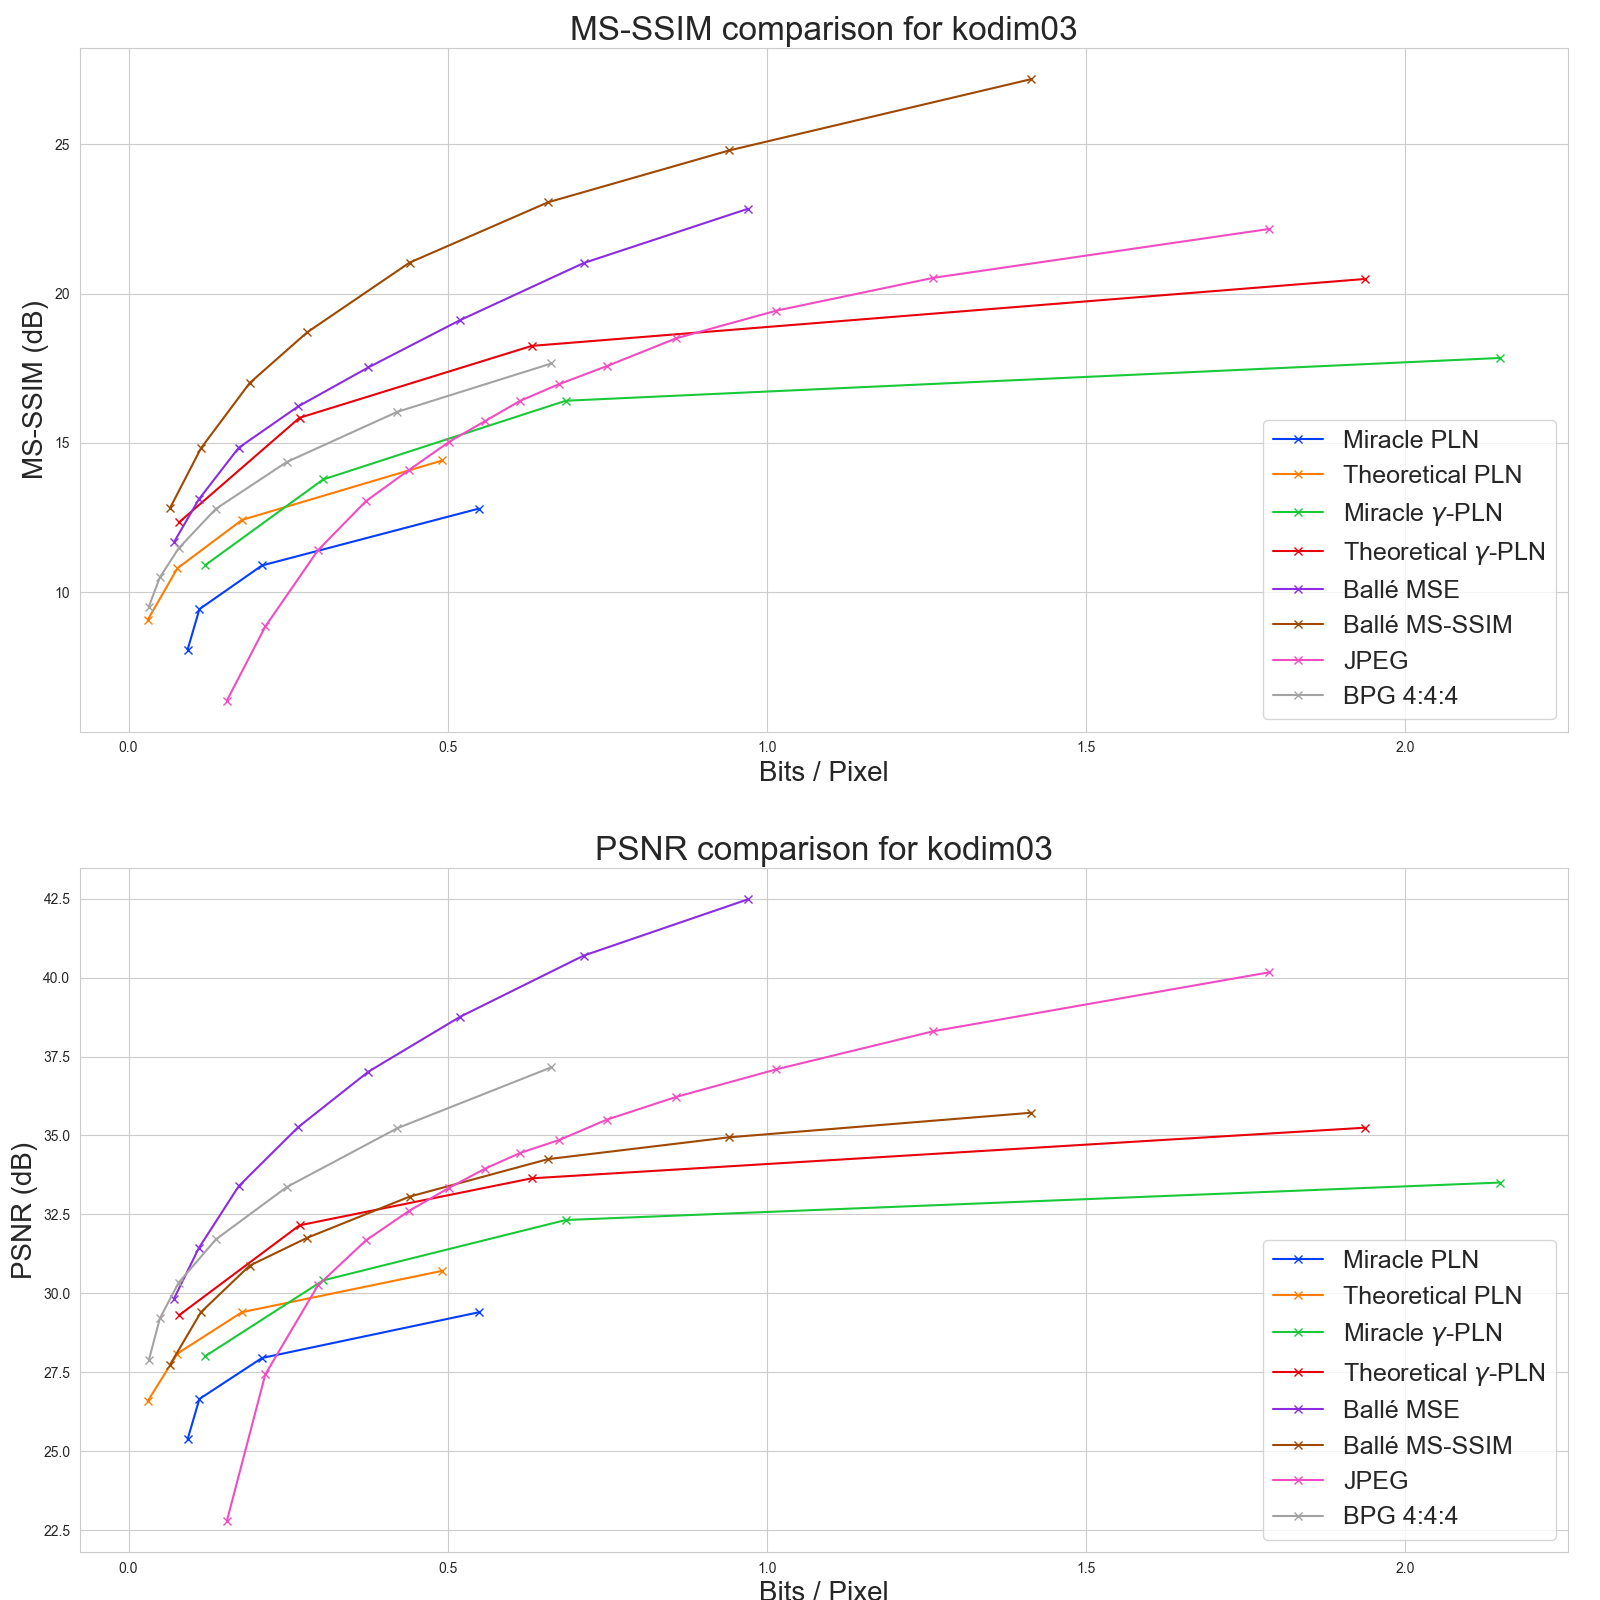 MS-SSIM comparison for kodim03
MS-SSIM (dB)
25
20
15
10
0.0 0.5 1.0 1.5 2.0
Bits / Pixel
Miracle PLN
Theoretical PLN
Miracle γ-PLN
Theoretical γ-PLN
Ballé MSE
Ballé MS-SSIM
JPEG
BPG 4:4:4
PSNR comparison for kodim03
PSNR (dB)
42.5
40.0
37.5
35.0
32.5
30.0
27.5
25.0
22.5
0.0 0.5 1.0 1.5 2.0
Bits / Pixel
Miracle PLN
Theoretical PLN
Miracle γ-PLN
Theoretical γ-PLN
Ballé MSE
Ballé MS-SSIM
JPEG
BPG 4:4:4